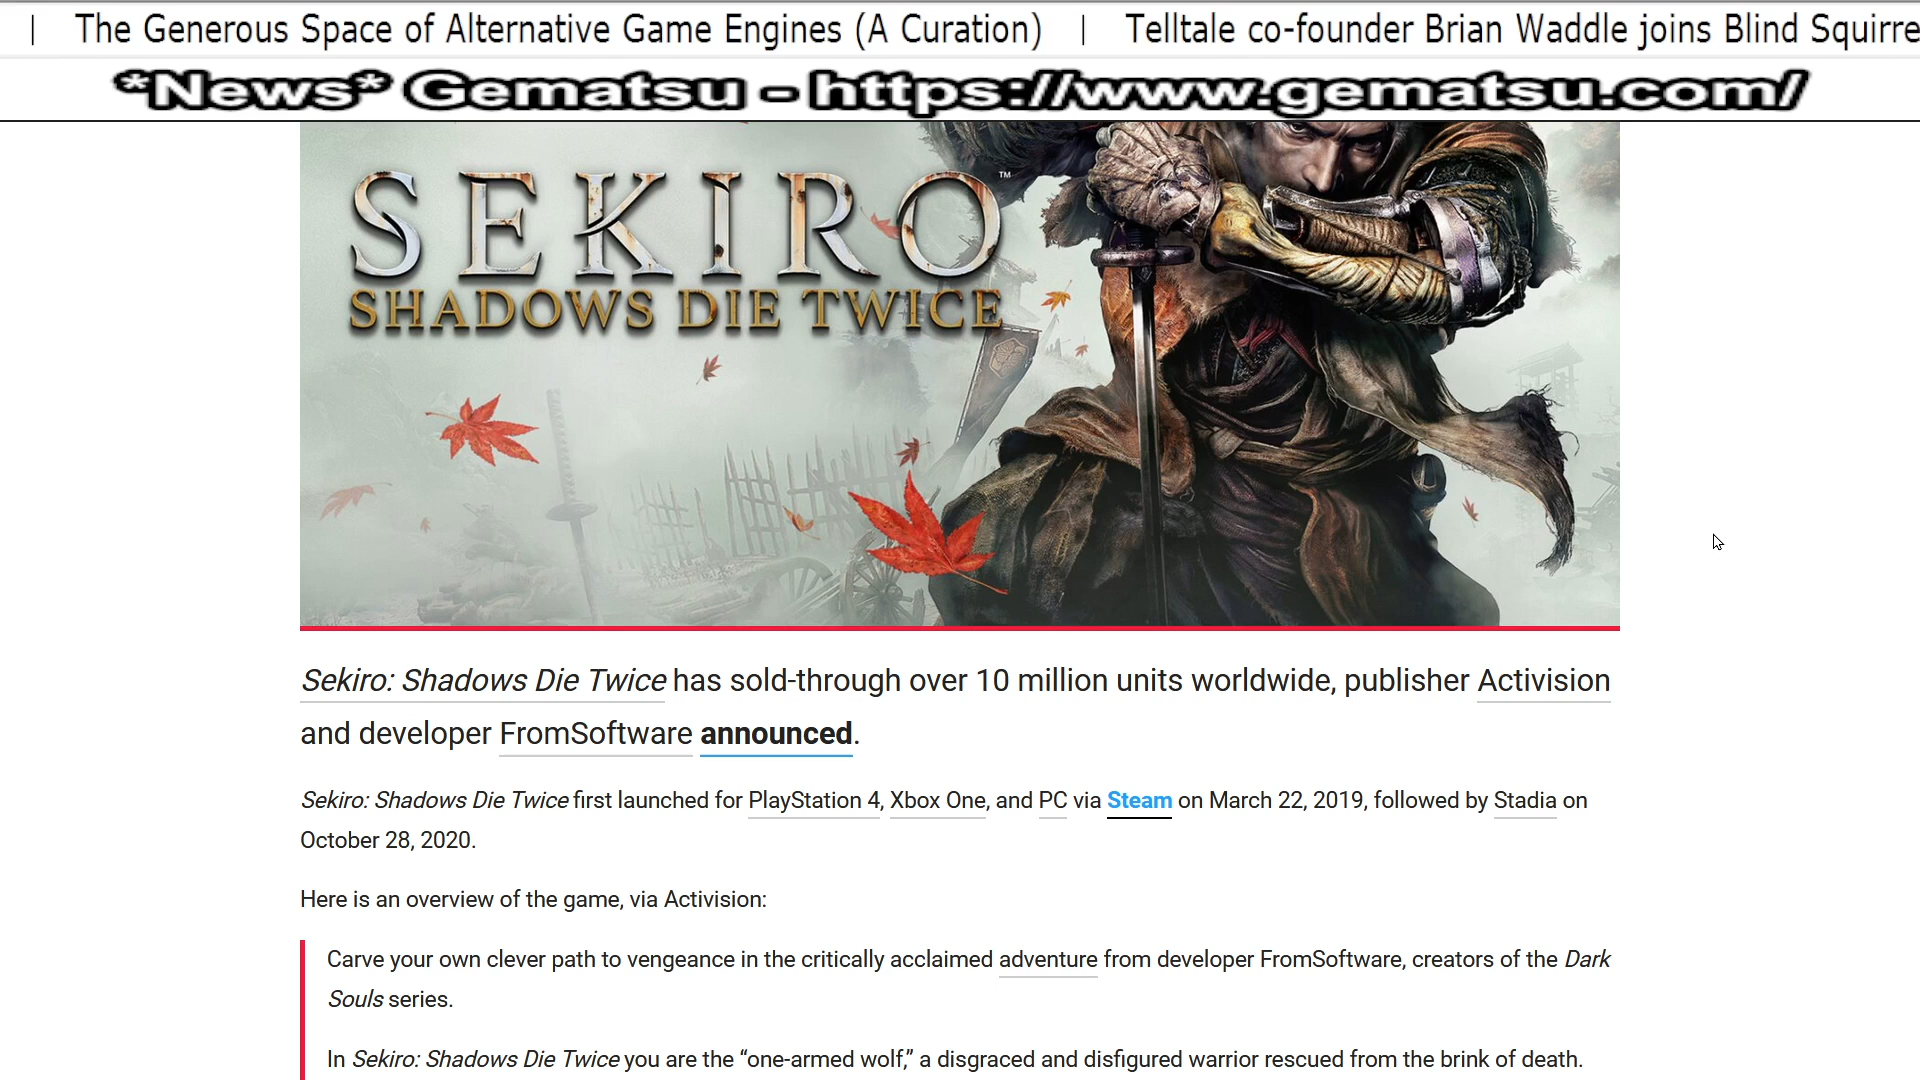 | The Generous Space of Alternative Game Engines (A Curation) | Telltale co-founder Brian Waddle joins Blind Squirre
*News* Gematsu - https://www.gematsu.com/
SEKIRO™
SHADOWS DIE TWICE
Sekiro: Shadows Die Twice has sold-through over 10 million units worldwide, publisher Activision
and developer FromSoftware announced.
Sekiro: Shadows Die Twice first launched for PlayStation 4, Xbox One, and PC via Steam on March 22, 2019, followed by Stadia on
October 28, 2020.
Here is an overview of the game, via Activision:
Carve your own clever path to vengeance in the critically acclaimed adventure from developer FromSoftware, creators of the Dark
Souls series.
In Sekiro: Shadows Die Twice you are the “one-armed wolf,” a disgraced and disfigured warrior rescued from the brink of death.